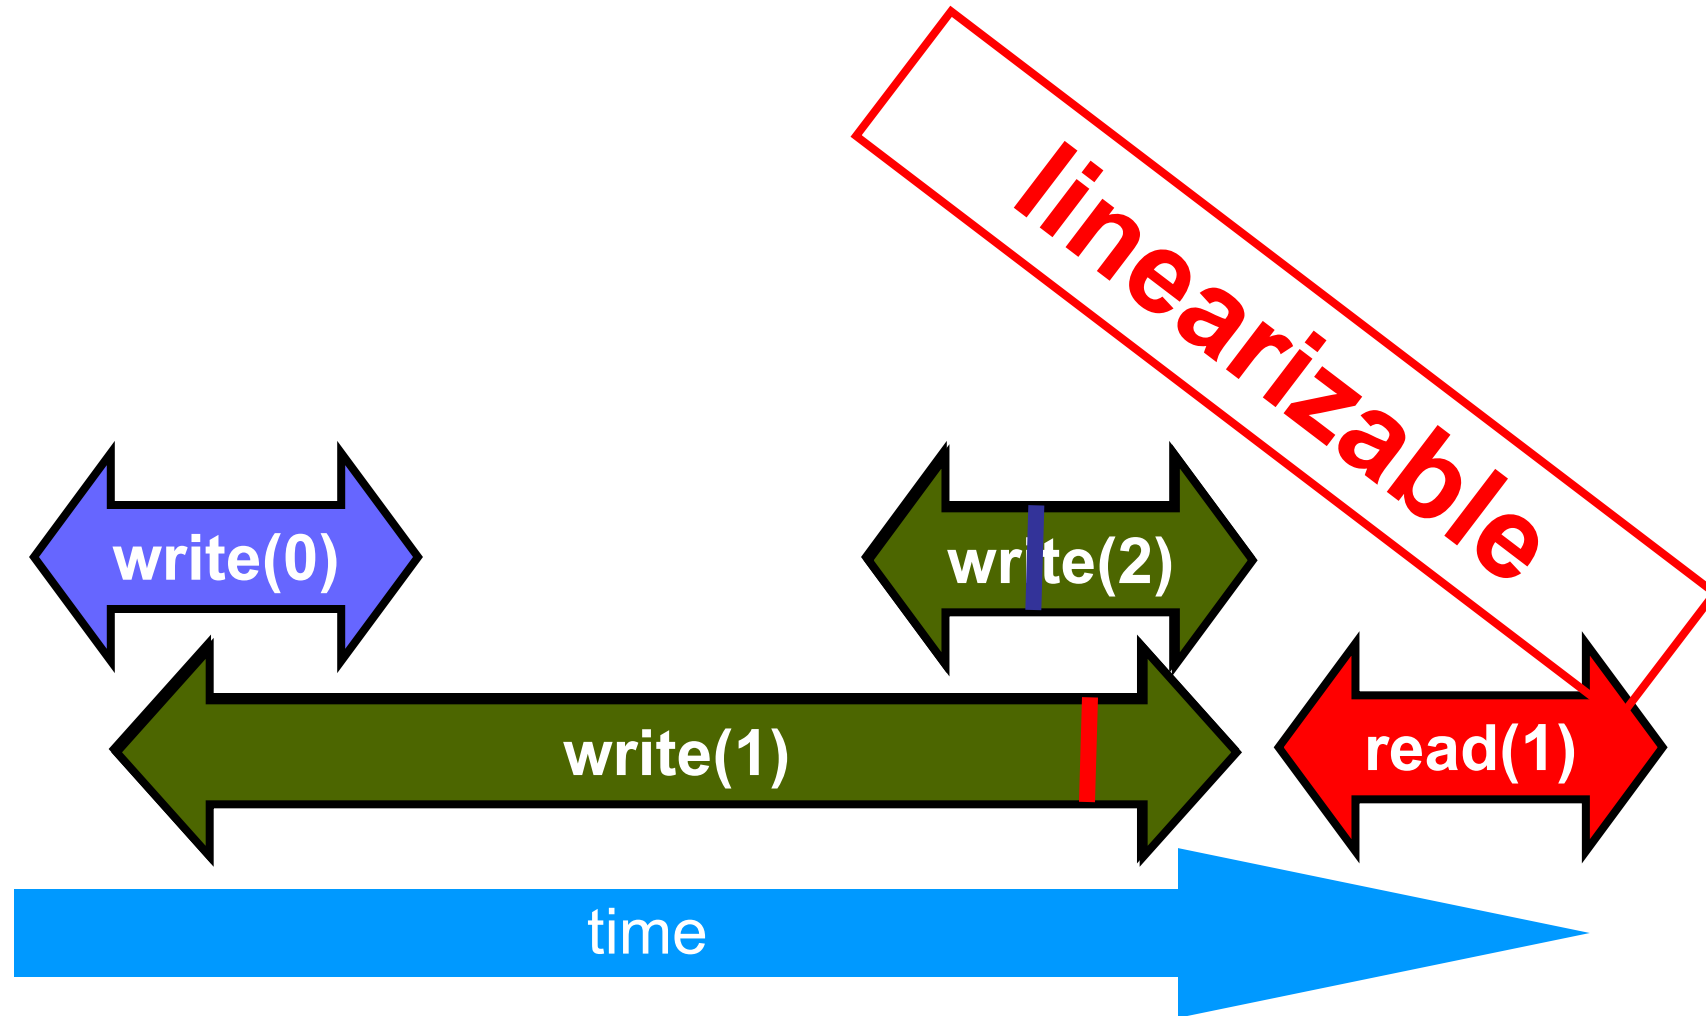 linearizable
write(0)
write(2)
write(1)
read(1)
time